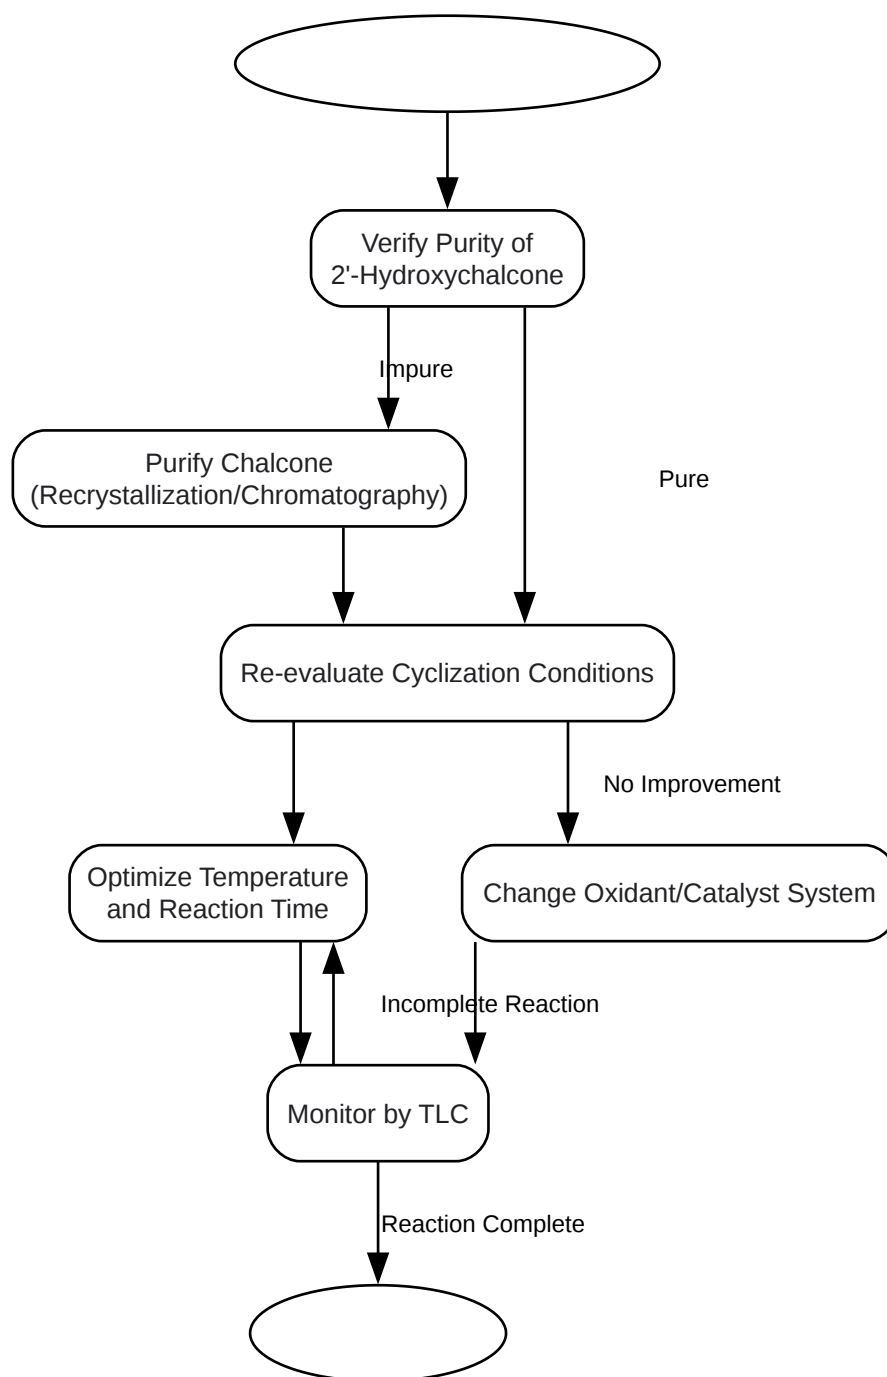 Verify Purity of
2'-Hydroxychalcone
Impure
Purify Chalcone
(Recrystallization/Chromatography)
Pure
Re-evaluate Cyclization Conditions
No Improvement
Optimize Temperature
and Reaction Time
Change Oxidant/Catalyst System
Incomplete Reaction
Monitor by TLC
Reaction Complete